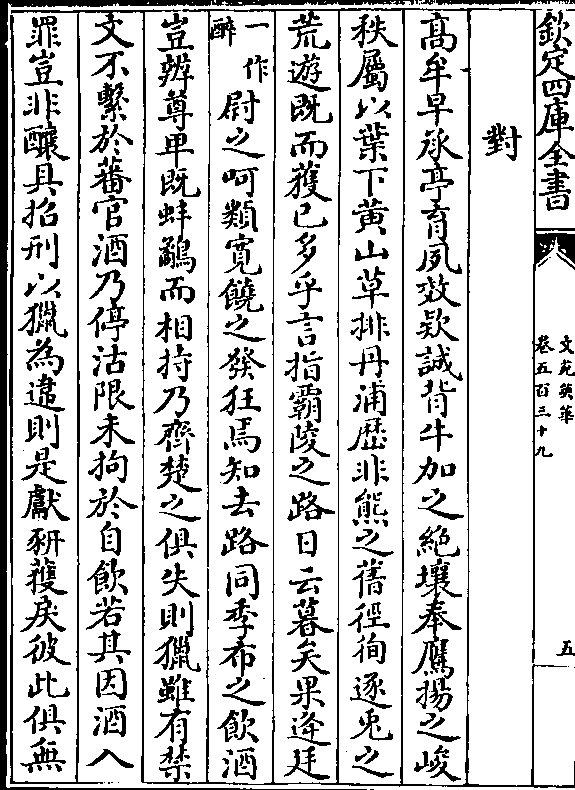 欽定四庫全書
文苑英華
卷五百三十九
五
對
高牟早承亭育夙效欵誠背牛加之絶壤奉鷹揚之峻
秩屬以葉下黄山草排丹浦歴非熊之舊徑徇逐兎之
荒遊既而獲已多乎言指霸陵之路日云暮矣果逢廷
一作醉
尉之呵類寛饒之發狂焉知去路同季布之飲酒
豈辨尊卑既蚌鷸而相持乃齊楚之俱失則獵雖有禁
文不繫於蕃官酒乃停沽限未拘於自飲若其因酒入
罪豈非釀具招刑以獵為違則是獻豜獲戾彼此俱無